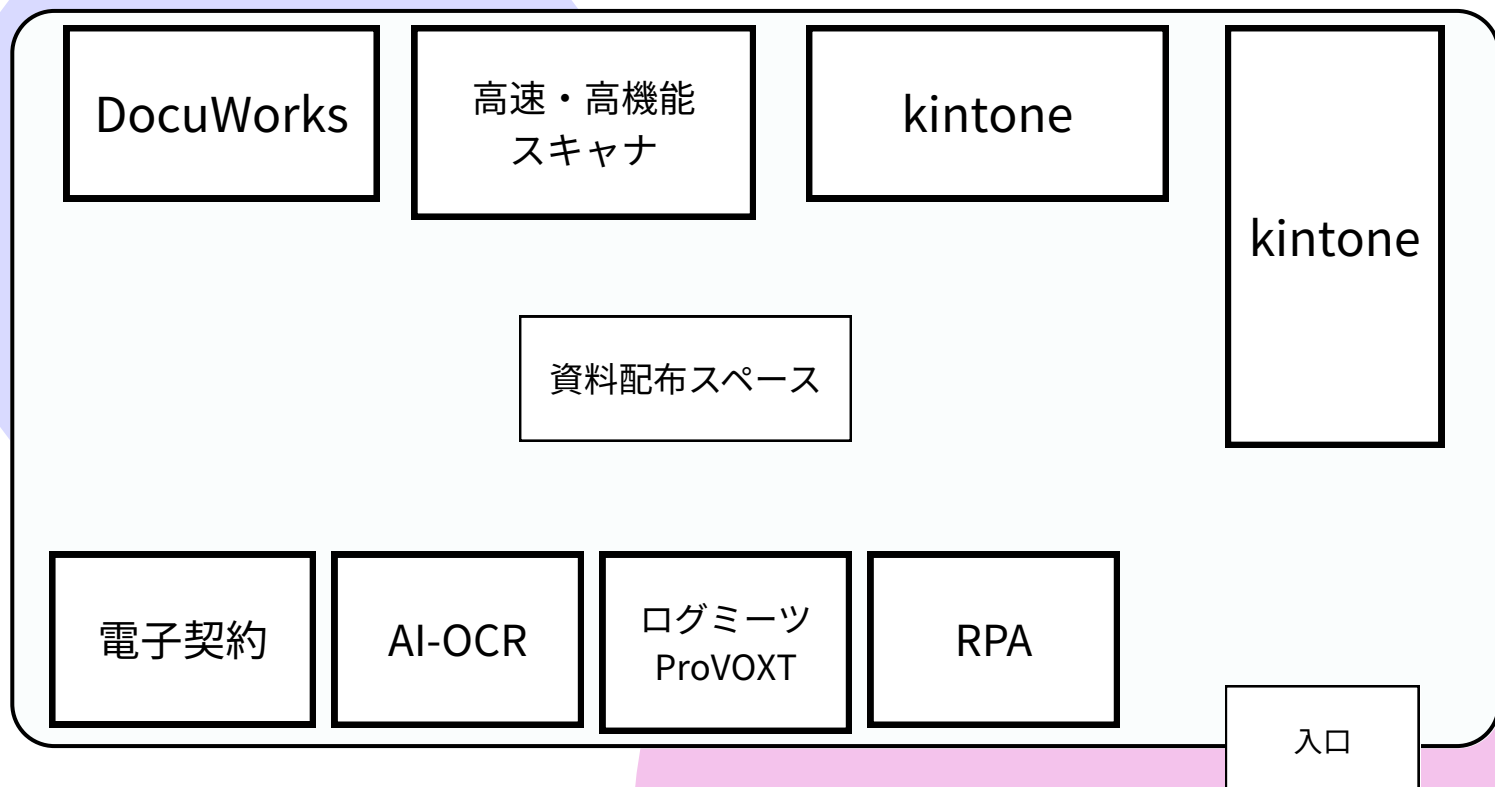 DocuWorks
高速・高機能
スキャナ
kintone
kintone
資料配布スペース
電子契約
AI-OCR
ログミーツ
ProVOXT
RPA
入口